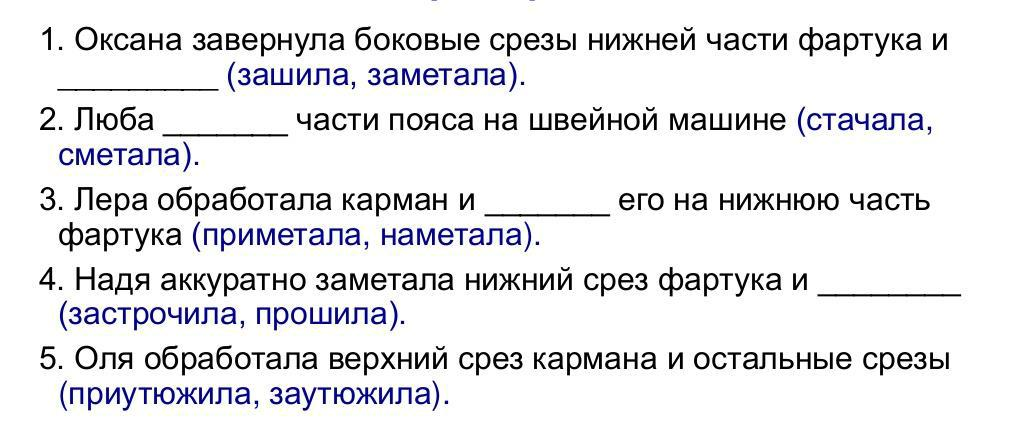 1. Оксана завернула боковые срезы нижней части фартука и
_________ (зашила, заметала).
2. Люба _______ части пояса на швейной машине (стачала,
сметала).
3. Лера обработала карман и _______ его на нижнюю часть
фартука (приметала, наметала).
4. Надя аккуратно заметала нижний срез фартука и ________
(застрочила, прошила).
5. Оля обработала верхний срез кармана и остальные срезы
(приутюжила, заутюжила).